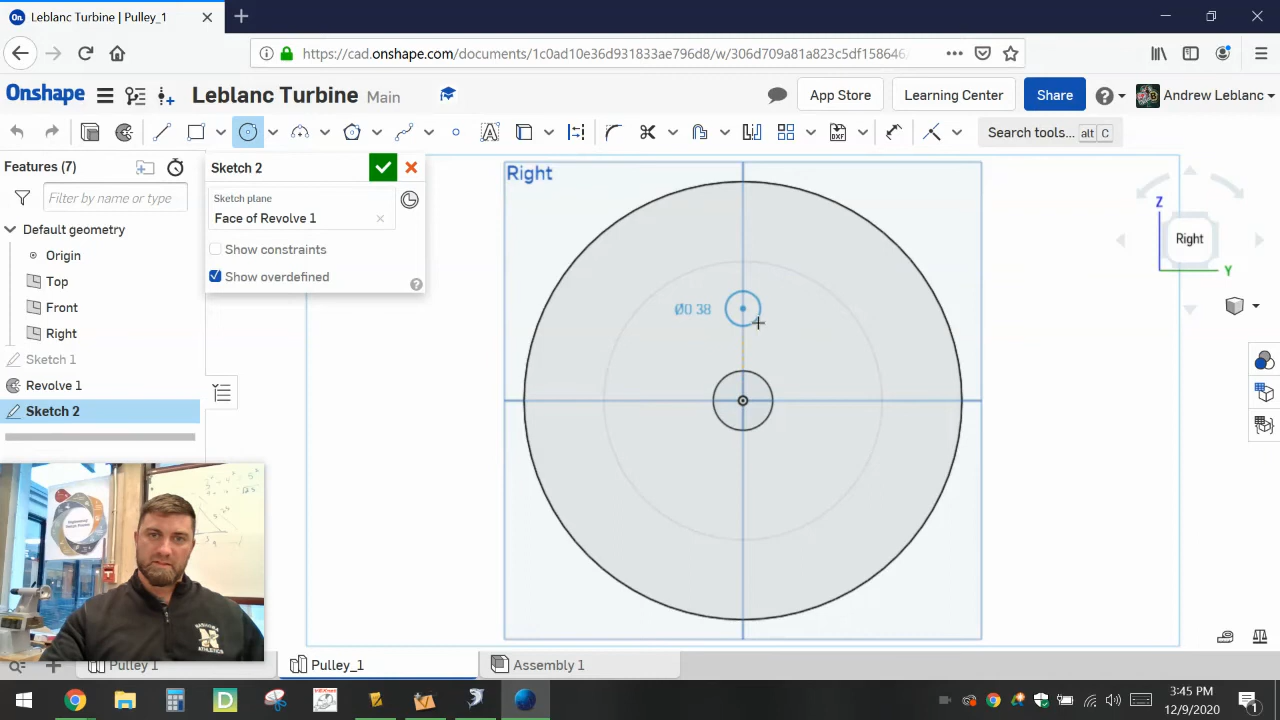 Leblanc Turbine | Pulley_1
https://cad.onshape.com/documents/1c0ad10e36d931833ae796d8/w/306d709a81a823c5df158646
Onshape
Leblanc Turbine Main
App Store
Learning Center
Share
Andrew Leblanc
Search tools... alt C
Features (7)
Filter by name or type
Default geometry
Origin
Top
Front
Right
Sketch 1
Revolve 1
Sketch 2
Sketch 2
Sketch plane
Face of Revolve 1
Show constraints
Show overdefined
Right
Ø0 38
Z
Right
Y
Pulley 1
Pulley_1
Assembly 1
3:45 PM
12/9/2020